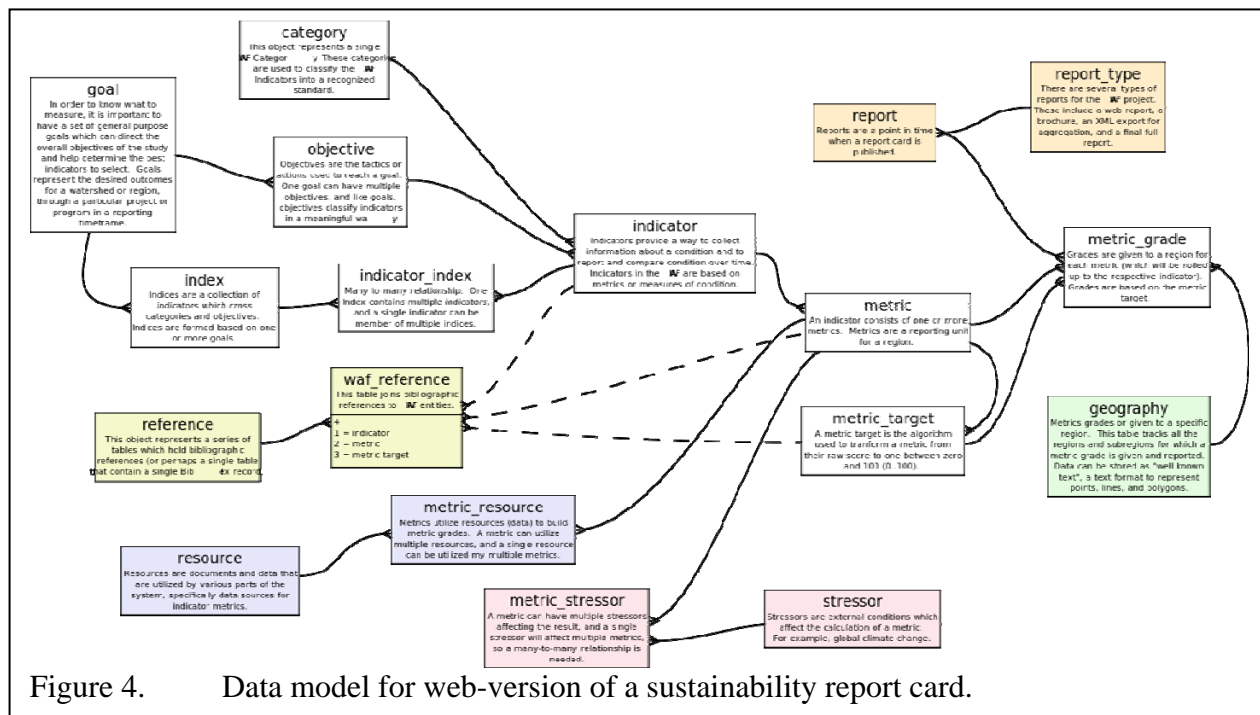 category
This object represents a single
WAF Categor y These categories
are used to classify the WAF
Indicators into a recognized
standard.
goal
In order to know what to
measure, it is important to
have a set of general purpose
goals which can direct the
overall objectives of the study
and help determine the best
indicators to select. Goals
represent the desired outcomes
for a watershed or region,
through a particular project or
program in a reporting
timeframe.
objective
Objectives are the tactics or
actions used to reach a goal.
One goal can have multiple
objectives, and like goals,
objectives classify indicators
in a meaningful wa y
index
Indices are a collection of
indicators which cross
categories and objectives.
Indices are formed based on one
or more goals.
indicator_index
Many to many relationship. One
Index contains multiple indicators,
and a single indicator can be
member of multiple indices.
indicator
Indicators provide a way to collect
information about a condition and to
report and compare condition over time.
Indicators in the WAF are based on
metrics or measures of condition.
report
Reports are a point in time
when a report card is
published.
report_type
There are several types of
reports for the WAF project.
These include a web report, a
brochure, an XML export for
aggregation, and a final full
report.
metric_grade
Graces are given to a region for
each metric (which will be rolled
up to the respective indicator).
Grades are based on the metric
target.
metric
An indicator consists of one or more
metrics. Metrics are a reporting unit
for a region.
waf_reference
This table joins bibliographic
references to WAF entities.
+
1 = indicator
2 = metric
3 = metric target
reference
This object represents a series of
tables which hold bibliographic
references (or perhaps a single table
that contain a single Bib ex record
metric_target
A metric target is the algorithm
used to tranform a metric from
their raw score to one between zero
and 100 (0..100).
geography
Metrics grades or given to a specific
region. This table tracks all the
regions and subregions for which a
metric grade is given and reported.
Data can be stored as "well known
text", a text format to represent
points, lines, and polygons.
metric_resource
Metrics utilize resources (data) to build
metric grades. A metric can utilize
multiple resources, and a single resource
can be utilized my multiple metrics.
resource
Resources are documents and data that
are utilized by various parts of the
system, specifically data sources for
indicator metrics.
metric_stressor
A metric can have multiple stressors
affecting the result, and a single
stressor will affect multiple metrics,
so a many-to-many relationship is
needed.
stressor
Stressors are external conditions which
affect the calculation of a metric.
For example, global climate change.
Figure 4. Data model for web-version of a sustainability report card.